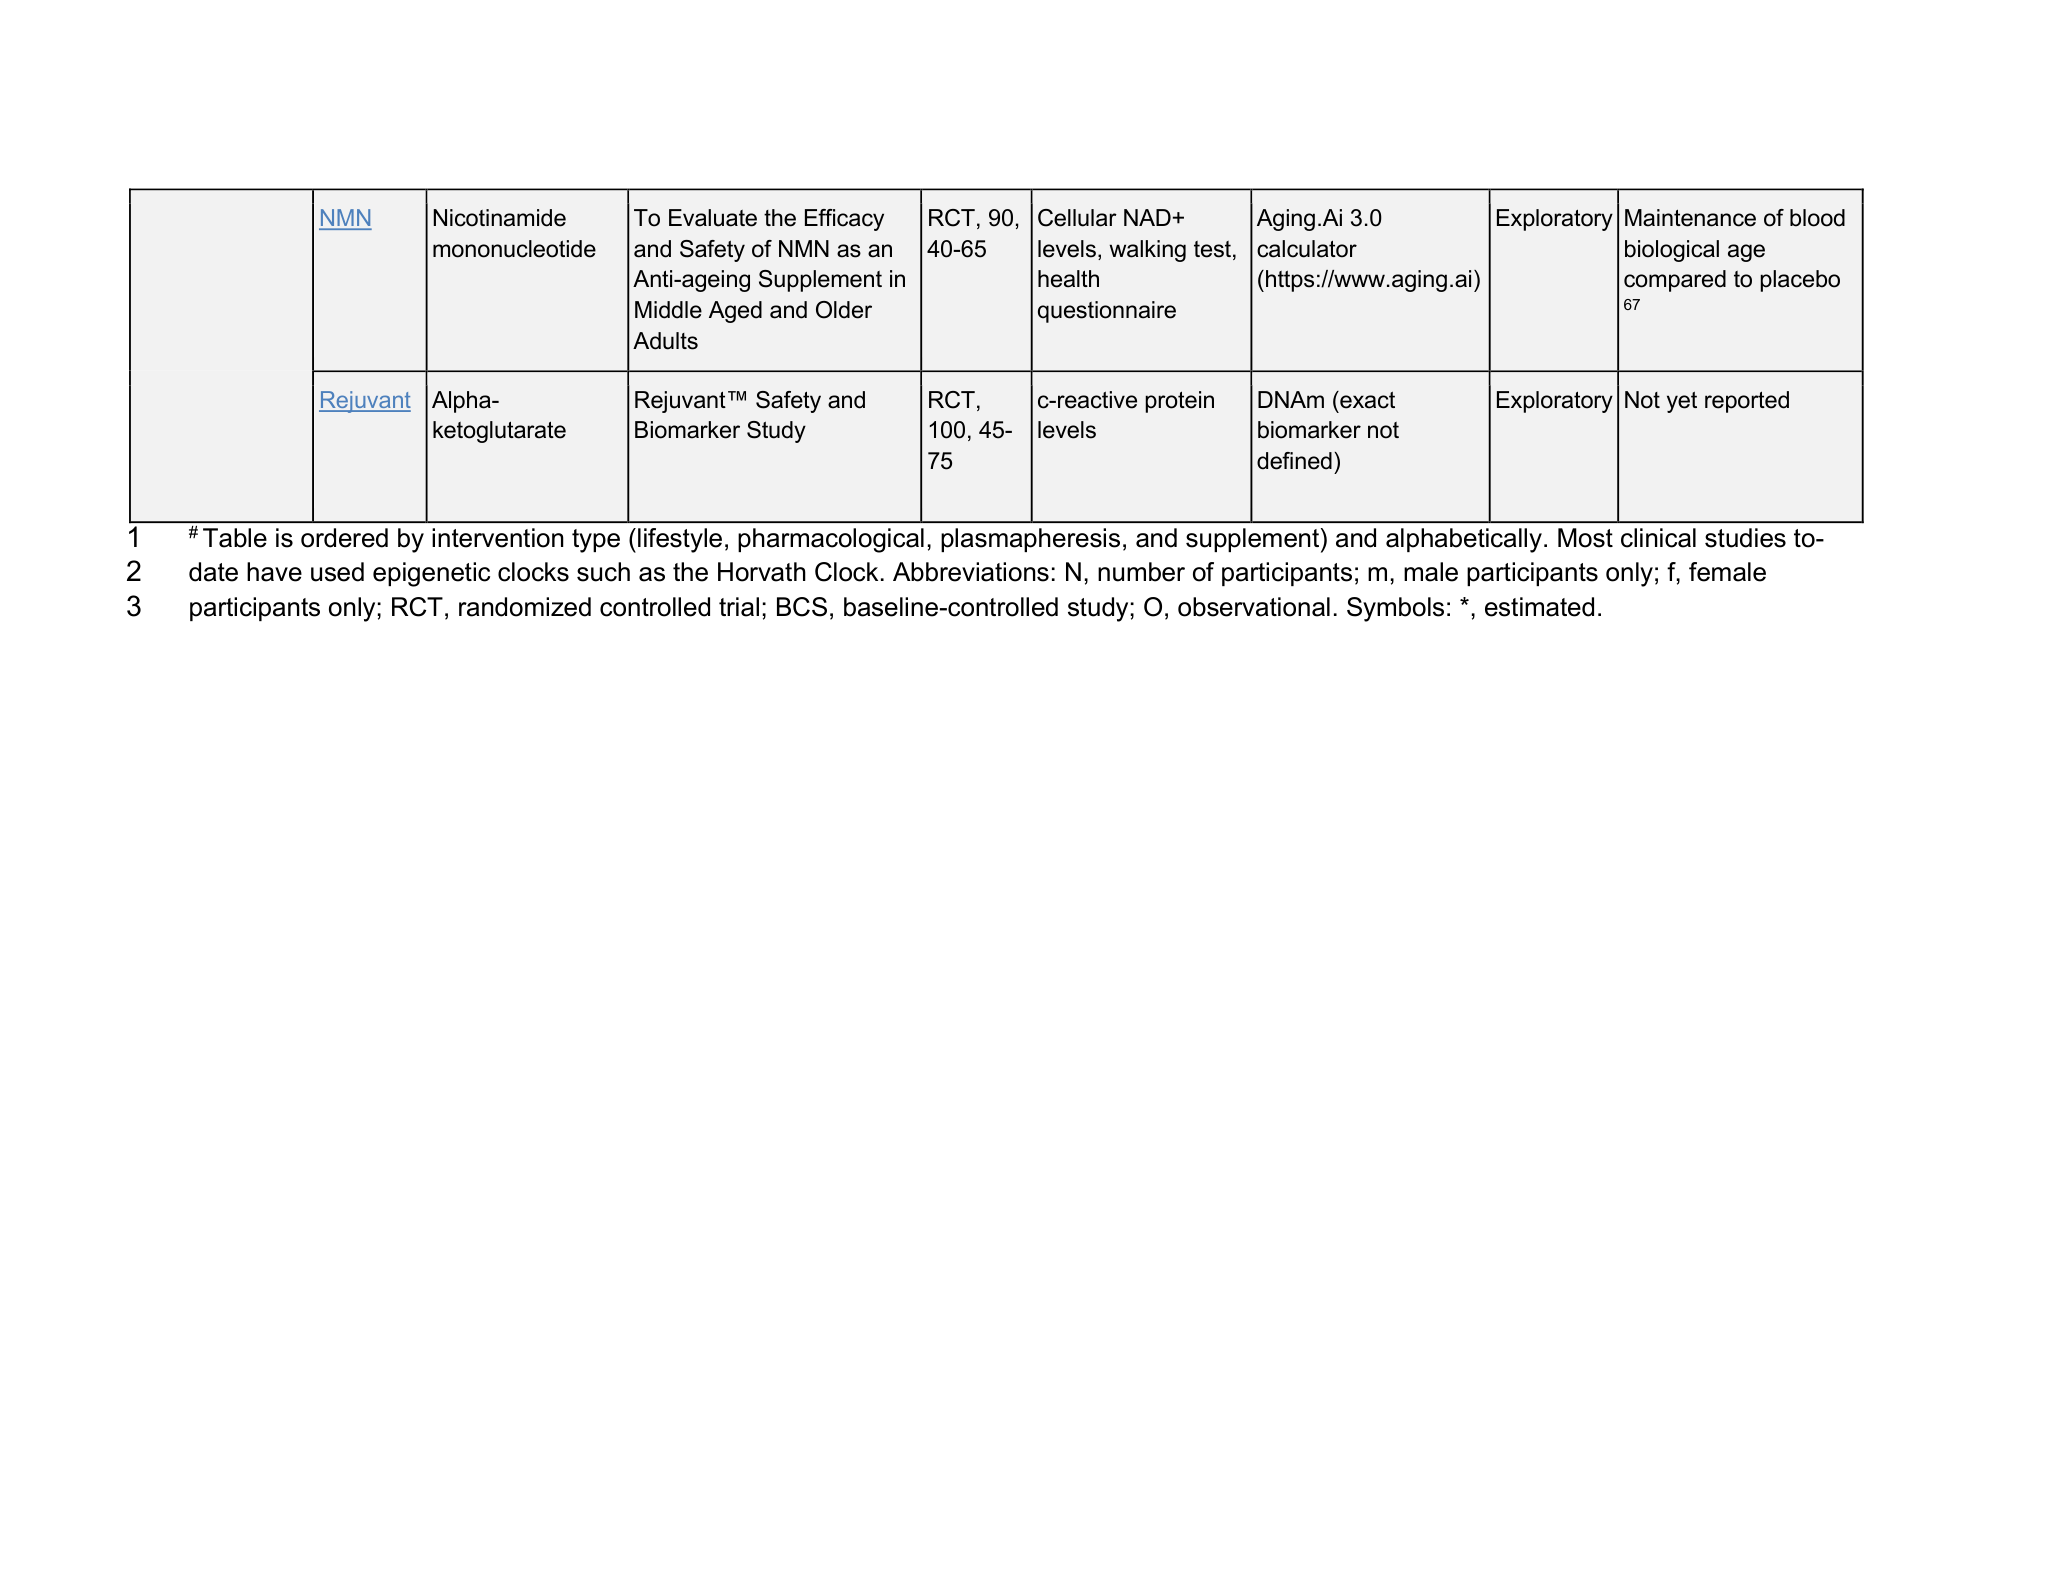 NMN
Nicotinamide
mononucleotide
To Evaluate the Efficacy
and Safety of NMN as an
Anti-ageing Supplement in
Middle Aged and Older
Adults
RCT, 90,
40-65
Cellular NAD+
levels, walking test,
health
questionnaire
Aging.Ai 3.0
calculator
(https://www.aging.ai)
Exploratory
Maintenance of blood
biological age
compared to placebo
67
Rejuvant
Alpha-
ketoglutarate
Rejuvant™ Safety and
Biomarker Study
RCT,
100, 45-
75
c-reactive protein
levels
DNAm (exact
biomarker not
defined)
Exploratory
Not yet reported
1 # Table is ordered by intervention type (lifestyle, pharmacological, plasmapheresis, and supplement) and alphabetically. Most clinical studies to-
2 date have used epigenetic clocks such as the Horvath Clock. Abbreviations: N, number of participants; m, male participants only; f, female
3 participants only; RCT, randomized controlled trial; BCS, baseline-controlled study; O, observational. Symbols: *, estimated.